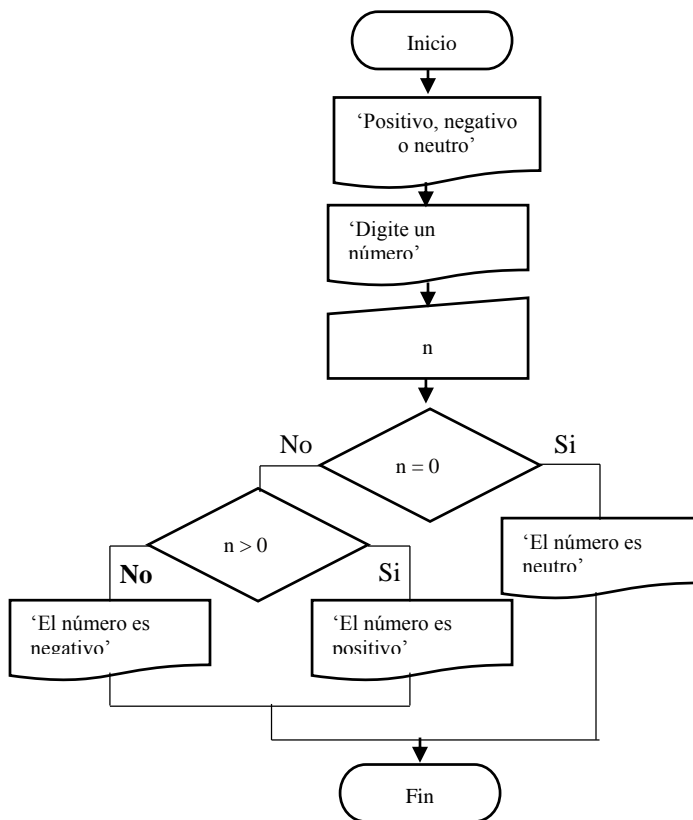 Inicio
‘Positivo, negativo
o neutro’
‘Digite un
número’
n
No
Si
n = 0
n > 0
No
Si
‘El número es
neutro’
‘El número es
negativo’
‘El número es
positivo’
Fin